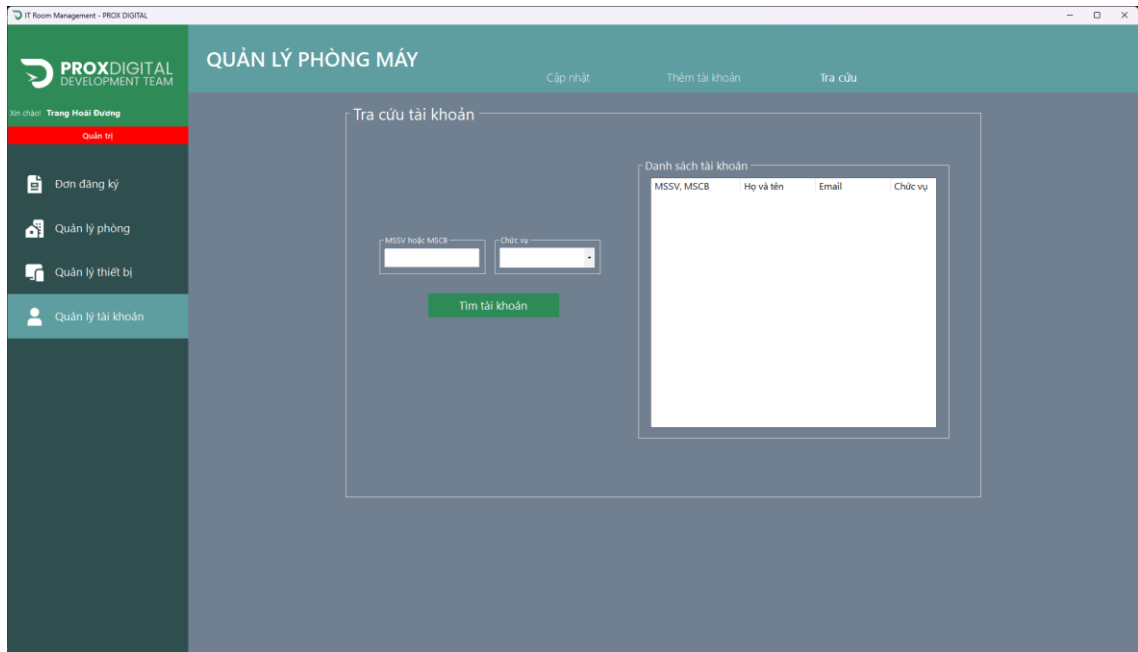 IT Room Management - PROX DIGITAL
PROXDIGITAL
DEVELOPMENT TEAM
Xin chào! Trang Hoài Đương
Quản trị
Đơn đăng ký
Quản lý phòng
Quản lý thiết bị
Quản lý tài khoản
QUẢN LÝ PHÒNG MÁY
Cập nhật Thêm tài khoản Tra cứu
Tra cứu tài khoản
MSSV hoặc MSCB Chức vụ
Tìm tài khoản
Danh sách tài khoản
MSSV, MSCB Họ và tên Email Chức vụ